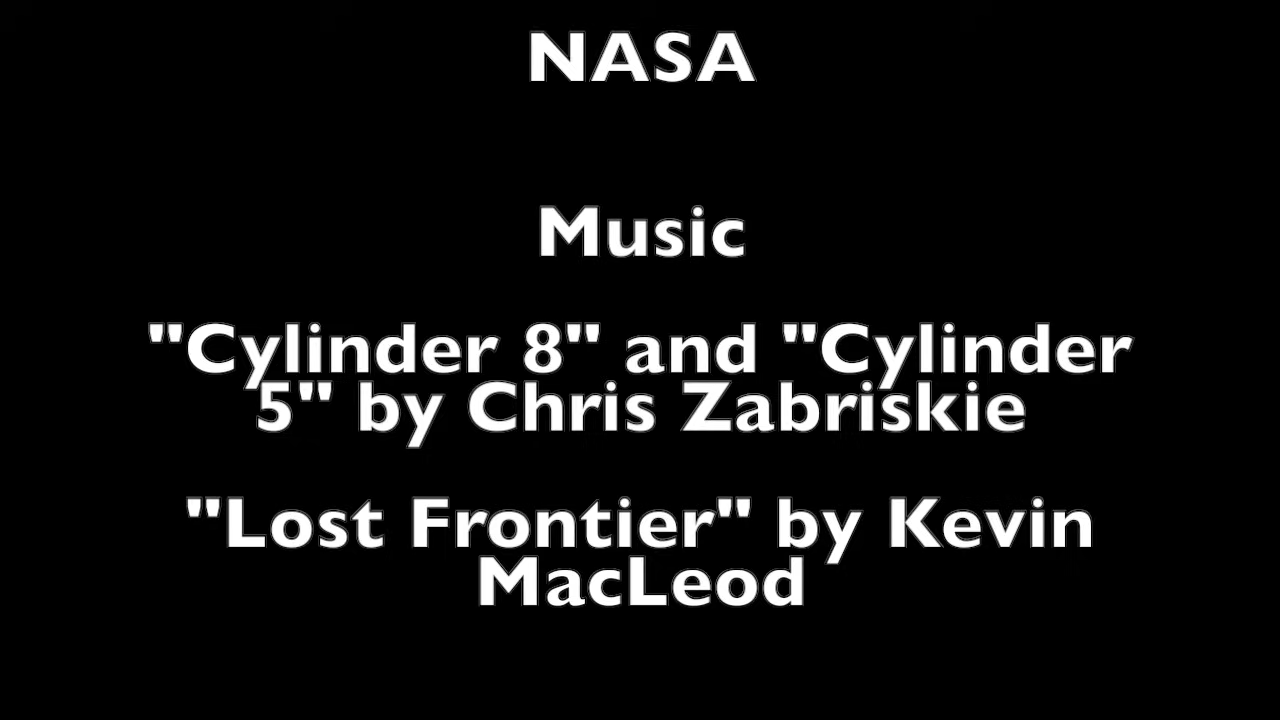 NASA
Music
"Cylinder 8" and "Cylinder
5" by Chris Zabriskie
"Lost Frontier" by Kevin
MacLeod